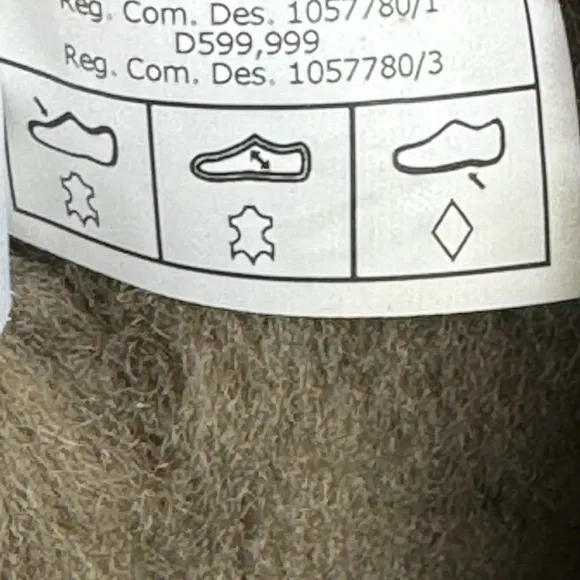 Reg. Com. Des. 1057780/1
D599,999
Reg. Com. Des. 1057780/3